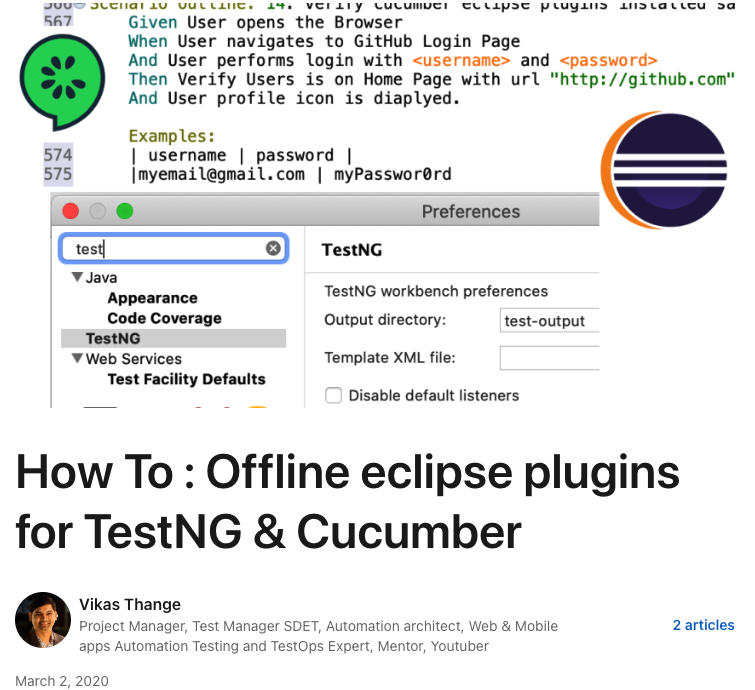 566 Scenario Outline: 14. Verify cucumber eclipse plugins installed sa
567 Given User opens the Browser
When User navigates to GitHub Login Page
And User performs login with <username> and <password>
Then Verify Users is on Home Page with url "http://github.com"
And User profile icon is diaplyed.
Examples:
574 | username | password |
575 |myemail@gmail.com | myPasswor0rd
Preferences
test
Java
Appearance
Code Coverage
TestNG
Web Services
Test Facility Defaults
TestNG
TestNG workbench preferences
Output directory: test-output
Template XML file:
Disable default listeners
How To : Offline eclipse plugins
for TestNG & Cucumber
Vikas Thange
Project Manager, Test Manager SDET, Automation architect, Web & Mobile
apps Automation Testing and TestOps Expert, Mentor, Youtuber
2 articles
March 2, 2020